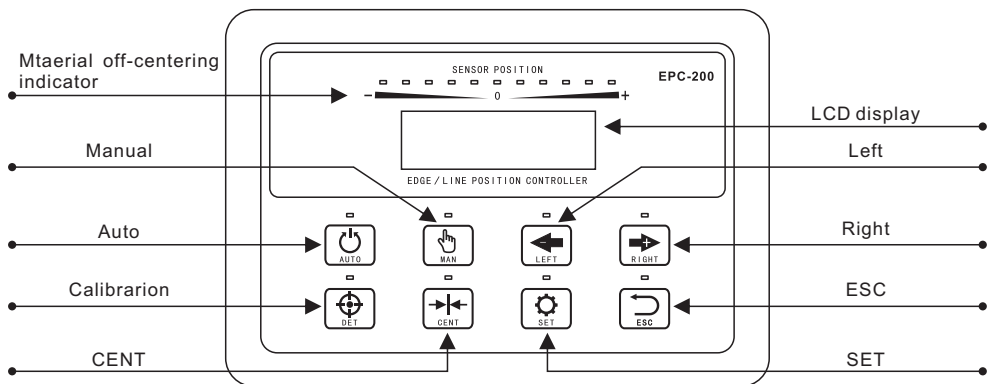 Mtaerial off-centering
indicator
SENSOR POSITION
EPC-200
- 0 +
LCD display
Manual
Left
EDGE/LINE POSITION CONTROLLER
Auto
AUTO
MAN
LEFT
RIGHT
Right
Calibrarion
DET
CENT
SET
ESC
ESC
CENT
SET